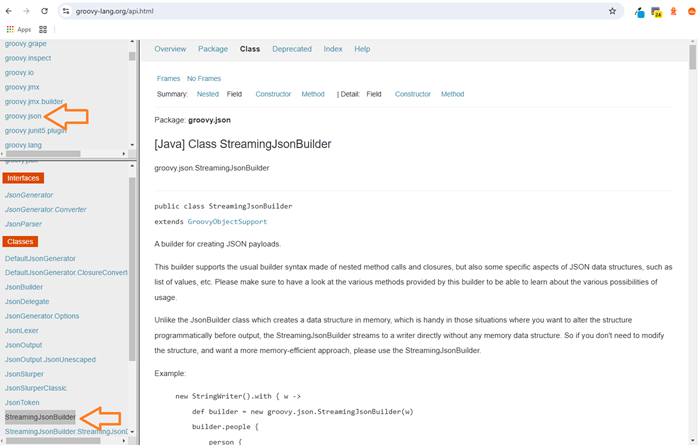 groovy-lang.org/api.html
24
Apps
groovy.grape
groovy.inspect
groovy.io
groovy.jmx
groovy.jmx.builder
groovy.json
groovy.junit5.plugin
groovy.lang
Interfaces
JsonGenerator
JsonGenerator.Converter
JsonParser
Classes
DefaultJsonGenerator
DefaultJsonGenerator.ClosureConvert
JsonBuilder
JsonDelegate
JsonGenerator.Options
JsonLexer
JsonOutput
JsonOutput.JsonUnescaped
JsonSlurper
JsonSlurperClassic
JsonToken
StreamingJsonBuilder
StreamingJsonBuilder.StreamingJsonD
Overview Package Class Deprecated Index Help
Frames No Frames
Summary: Nested Field Constructor Method | Detail: Field Constructor Method
Package: groovy.json
[Java] Class StreamingJsonBuilder
groovy.json.StreamingJsonBuilder
public class StreamingJsonBuilder
extends GroovyObjectSupport
A builder for creating JSON payloads.
This builder supports the usual builder syntax made of nested method calls and closures, but also some specific aspects of JSON data structures, such as
list of values, etc. Please make sure to have a look at the various methods provided by this builder to be able to learn about the various possibilities of
usage.
Unlike the JsonBuilder class which creates a data structure in memory, which is handy in those situations where you want to alter the structure
programmatically before output, the StreamingJsonBuilder streams to a writer directly without any memory data structure. So if you don't need to modify
the structure, and want a more memory-efficient approach, please use the StreamingJsonBuilder.
Example:
new StringWriter().with { w ->
def builder = new groovy.json.StreamingJsonBuilder(w)
builder.people {
person {